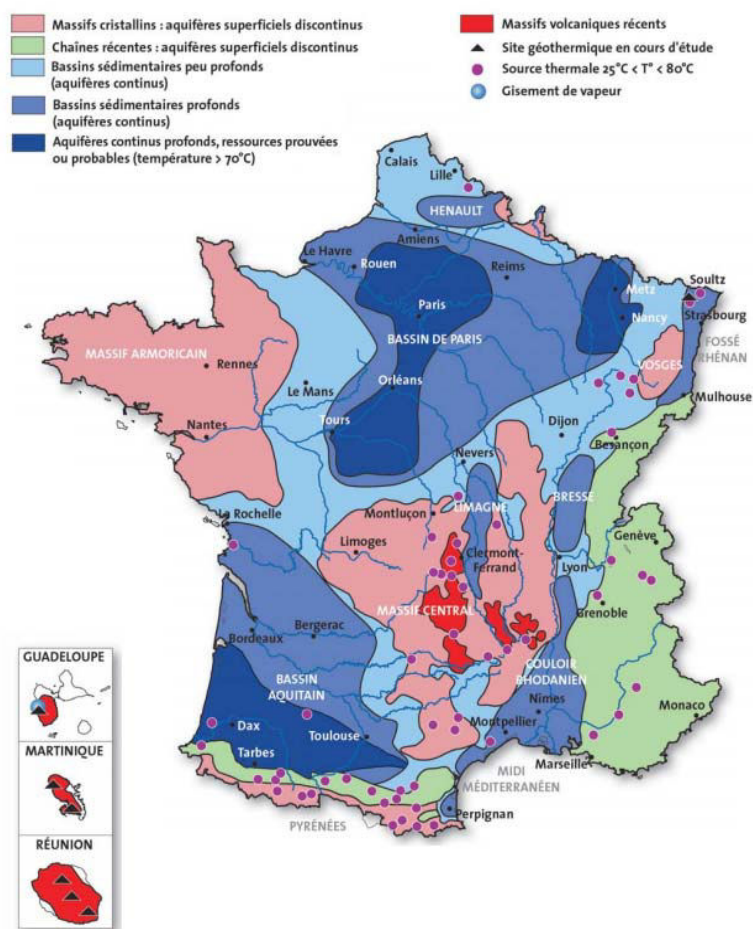 Massifs cristallins : aquifères superficiels discontinus
Chaînes récentes : aquifères superficiels discontinus
Bassins sédimentaires peu profonds
(aquifères continus)
Bassins sédimentaires profonds
(aquifères continus)
Aquifères continus profonds, ressources prouvées
ou probables (température > 70°C)
Massifs volcaniques récents
Site géothermique en cours d'étude
Source thermale 25°C < T° < 80°C
Gisement de vapeur
Calais
Lille
HENAULT
Amiens
Le Havre
Rouen
Reims
Metz
Soultz
Paris
Nancy
Strasbourg
BASSIN DE PARIS
FOSSÉ
RHÉNAN
MASSIF ARMORICAIN
VOSGES
Rennes
Orléans
Le Mans
Mulhouse
Tours
Dijon
Nantes
Besançon
Nevers
BRESSE
LIMAGNE
La Rochelle
Montluçon
Genève
Limoges
Clermont-
Ferrand
Lyon
Grenoble
MASSIF CENTRAL
Bergerac
Bordeaux
COULOIR
RHODANIEN
BASSIN
AQUITAIN
Nîmes
Monaco
Dax
Toulouse
Montpellier
Tarbes
Marseille
MIDI
MÉDITERRANÉEN
Perpignan
PYRÉNÉES
GUADELOUPE
MARTINIQUE
RÉUNION